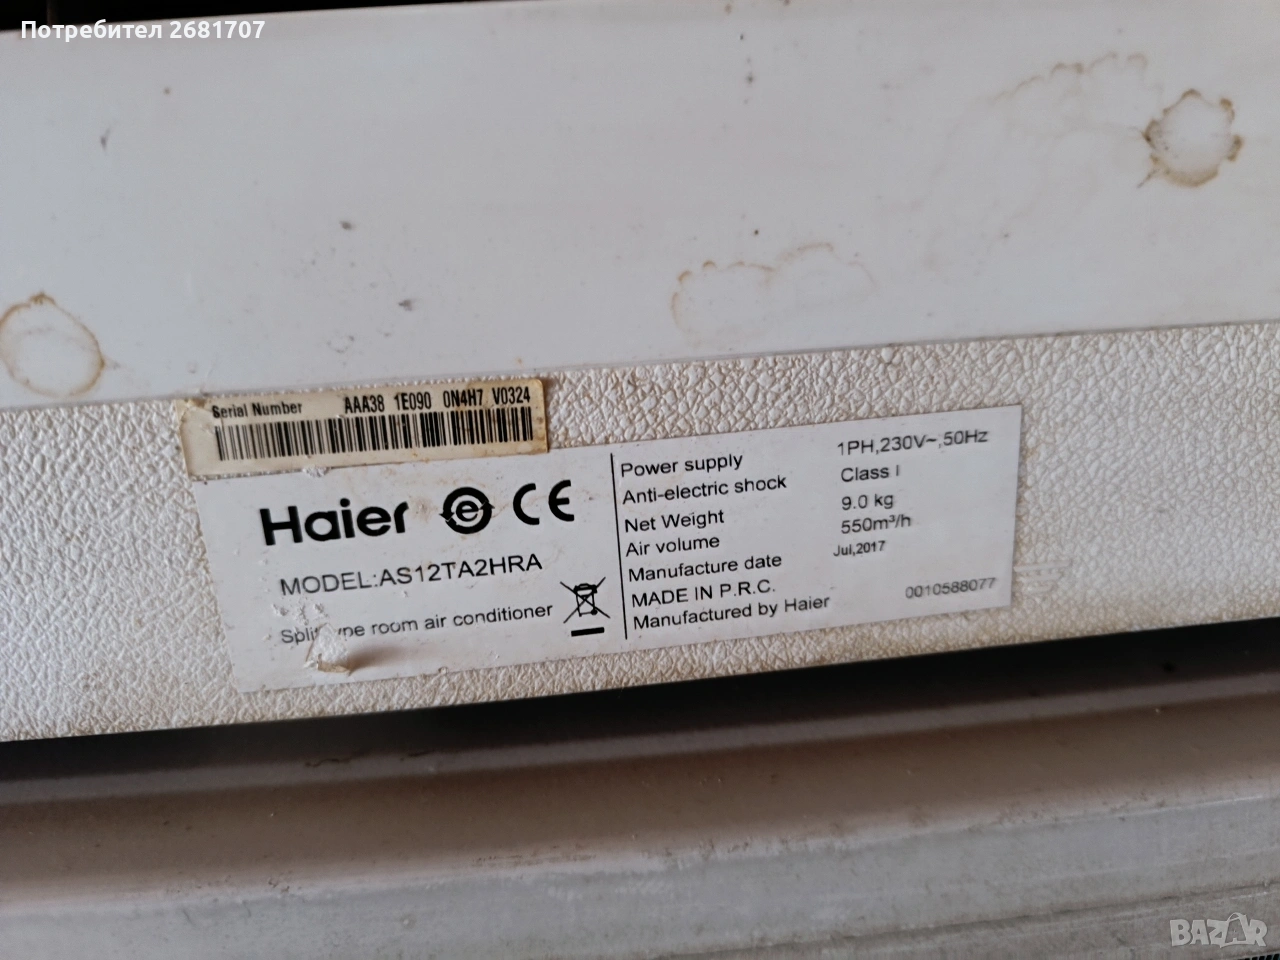 Потребител 2681707
Serial Number AAA38 1E090 0N4H7 V0324
Haier e CE
MODEL:AS12TA2HRA
room air conditioner
Power supply 1PH,230V~,50Hz
Anti-electric shock Class I
Net Weight 9.0 kg
Air volume 550m³/h
Manufacture date Jul,2017
MADE IN P.R.C.
Manufactured by Haier 0010588077
BAZAR